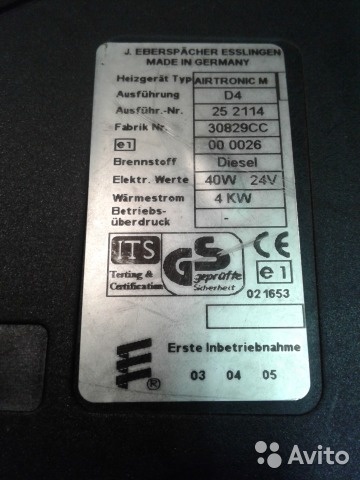 J. EBERSPÄCHER ESSLINGEN
MADE IN GERMANY
Heizgerät Typ AIRTRONIC M
Ausführung D4
Ausführ.-Nr. 25 2114
Fabrik Nr. 30829CC
e1 00 0026
Brennstoff Diesel
Elektr. Werte 40W 24V
Wärmestrom 4 KW
Betriebs-
überdruck -
ITS
Testing &
Certification
GS
geprüfte
Sicherheit
CE
e1
021653
Erste Inbetriebnahme
03 04 05
®
Avito